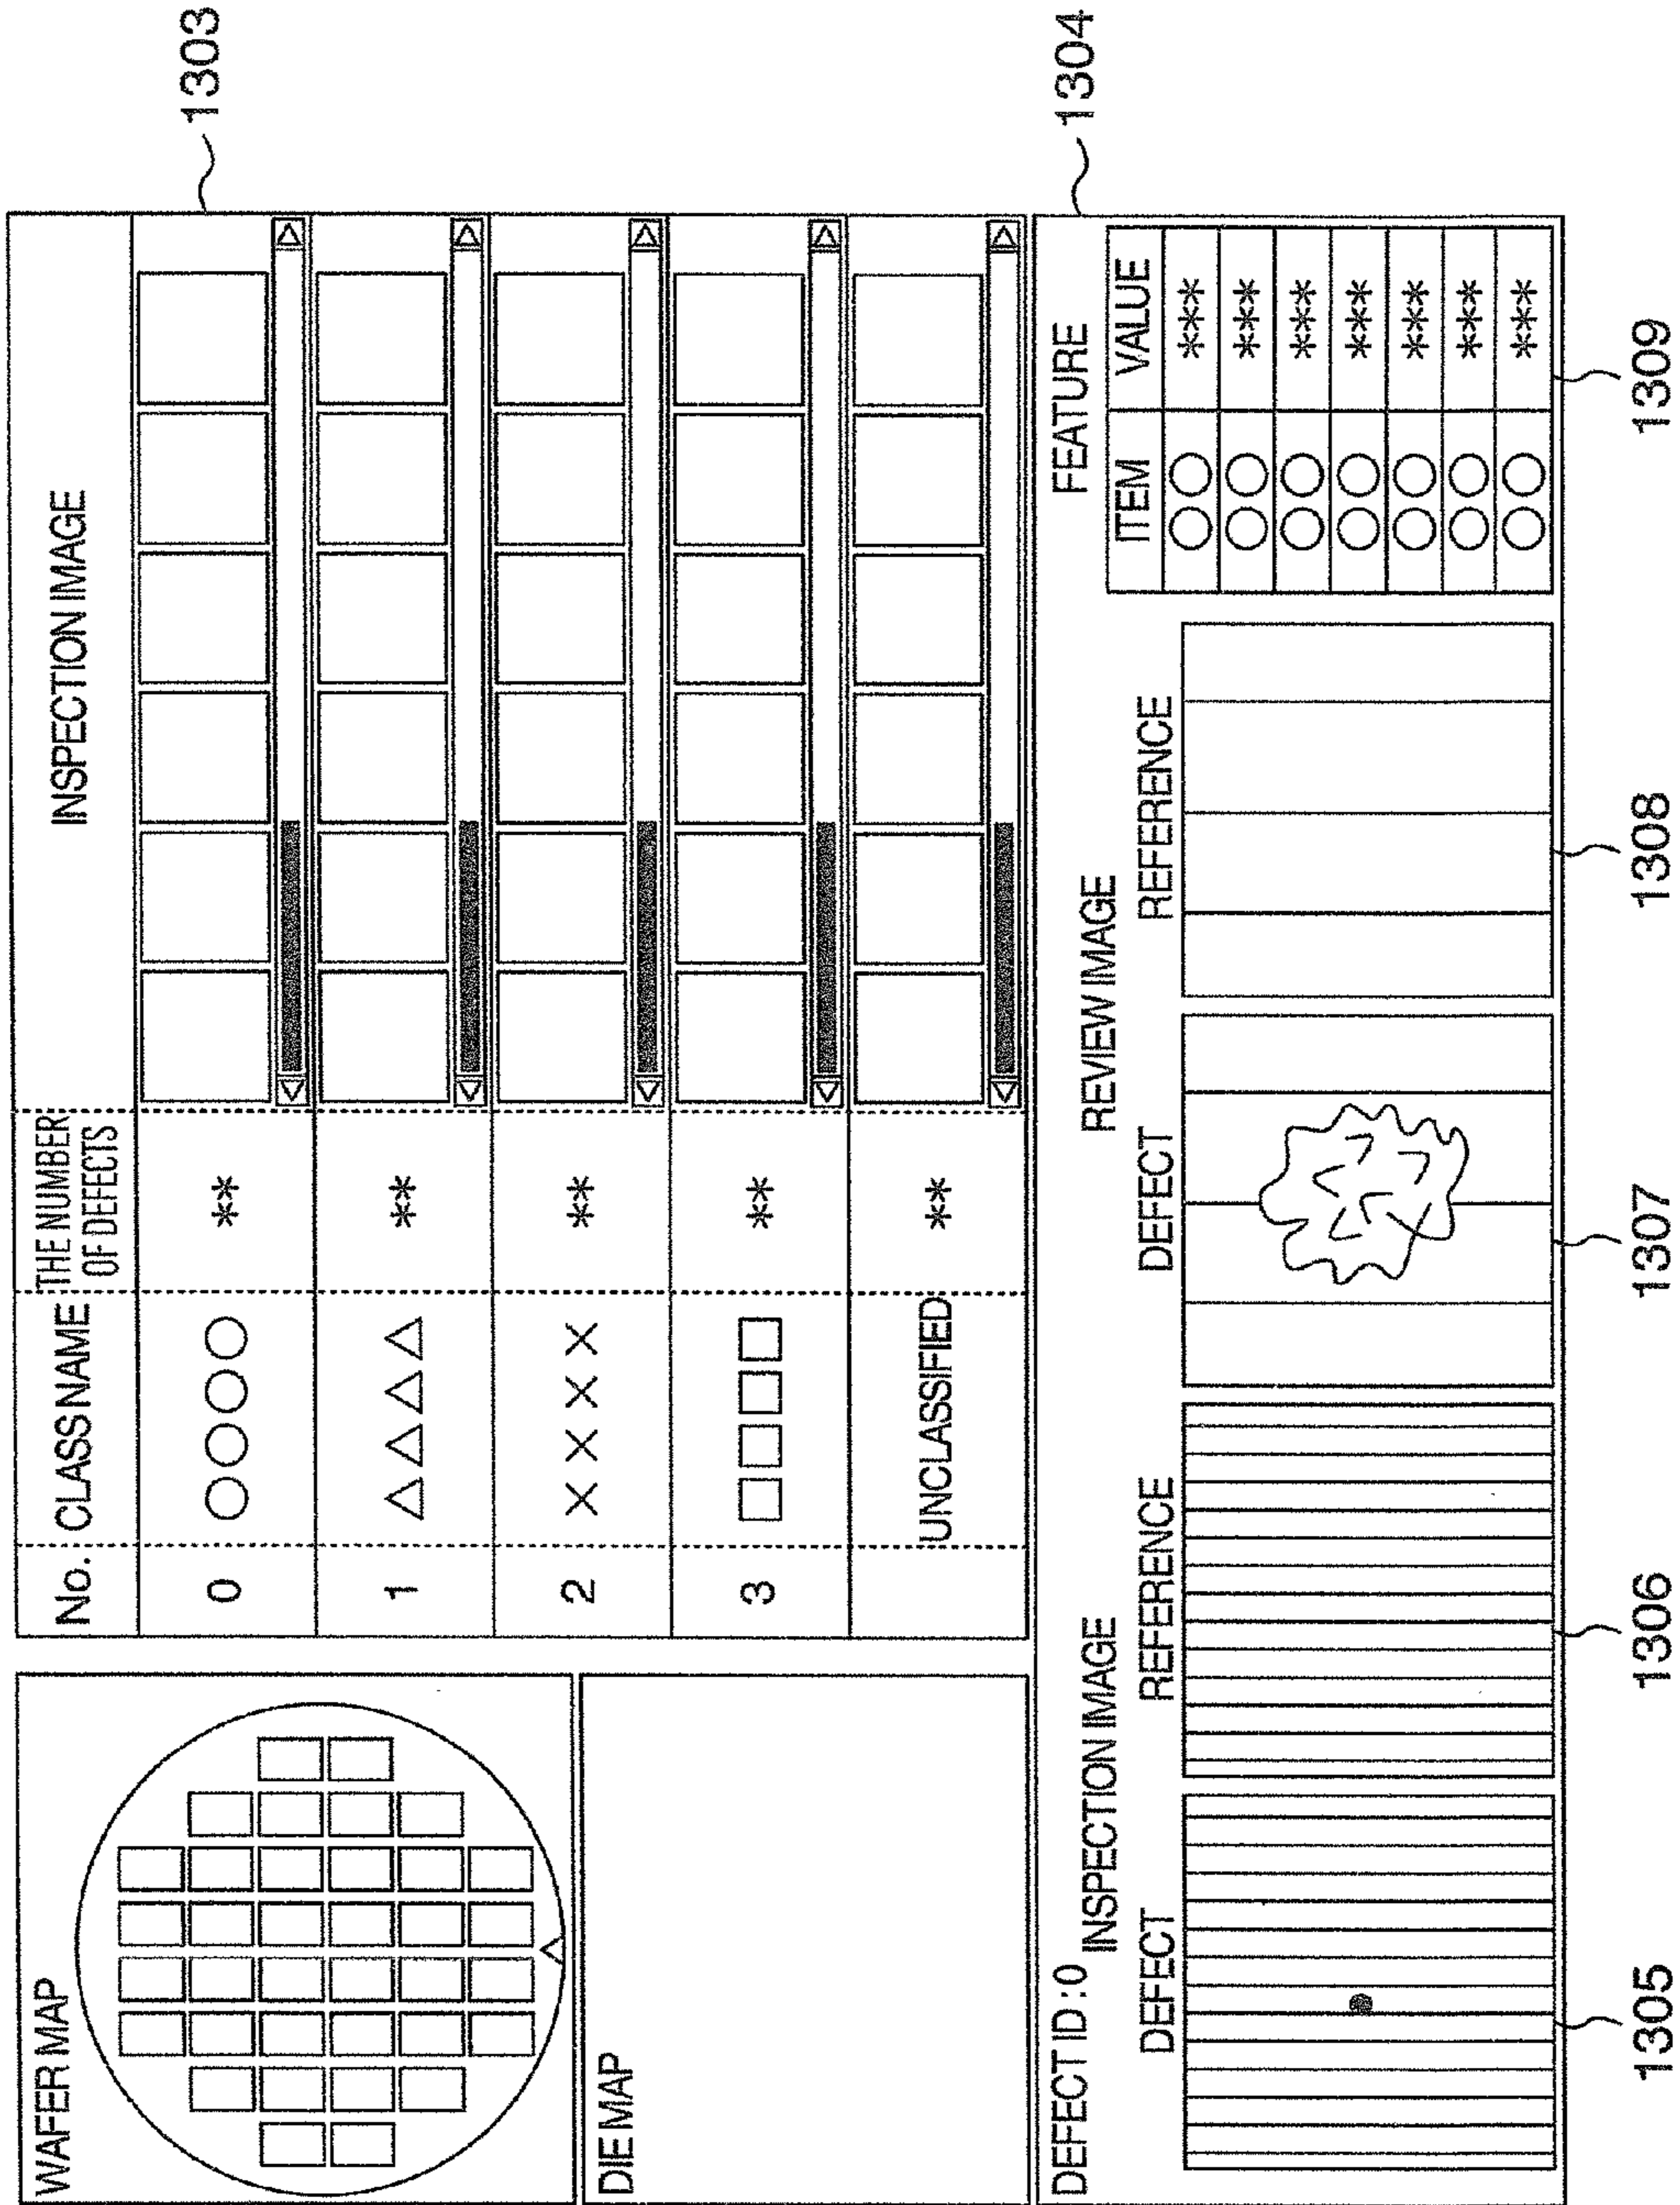 WAFER MAP
DIE MAP
No. CLASS NAME THE NUMBER OF DEFECTS INSPECTION IMAGE
0 ○○○○ **
1 △△△△ **
2 ×××× **
3 □□□□ **
UNCLASSIFIED **
1303
DEFECT ID : 0
INSPECTION IMAGE REVIEW IMAGE FEATURE
DEFECT REFERENCE DEFECT REFERENCE
ITEM VALUE
○○ ***
○○ ***
○○ ***
○○ ***
○○ ***
○○ ***
○○ ***
1304
1305 1306 1307 1308 1309